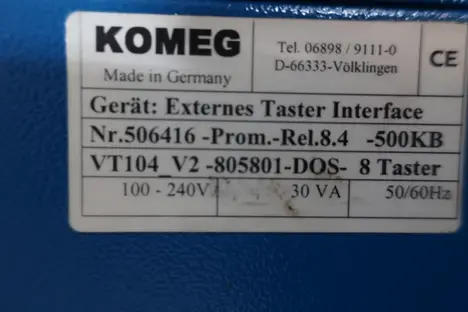 KOMEG
Made in Germany
Tel. 06898 / 9111-0
D-66333-Völklingen
CE
Gerät: Externes Taster Interface
Nr.506416 -Prom.-Rel.8.4 -500KB
VT104_V2 -805801-DOS- 8 Taster
100 - 240V 30 VA 50/60Hz